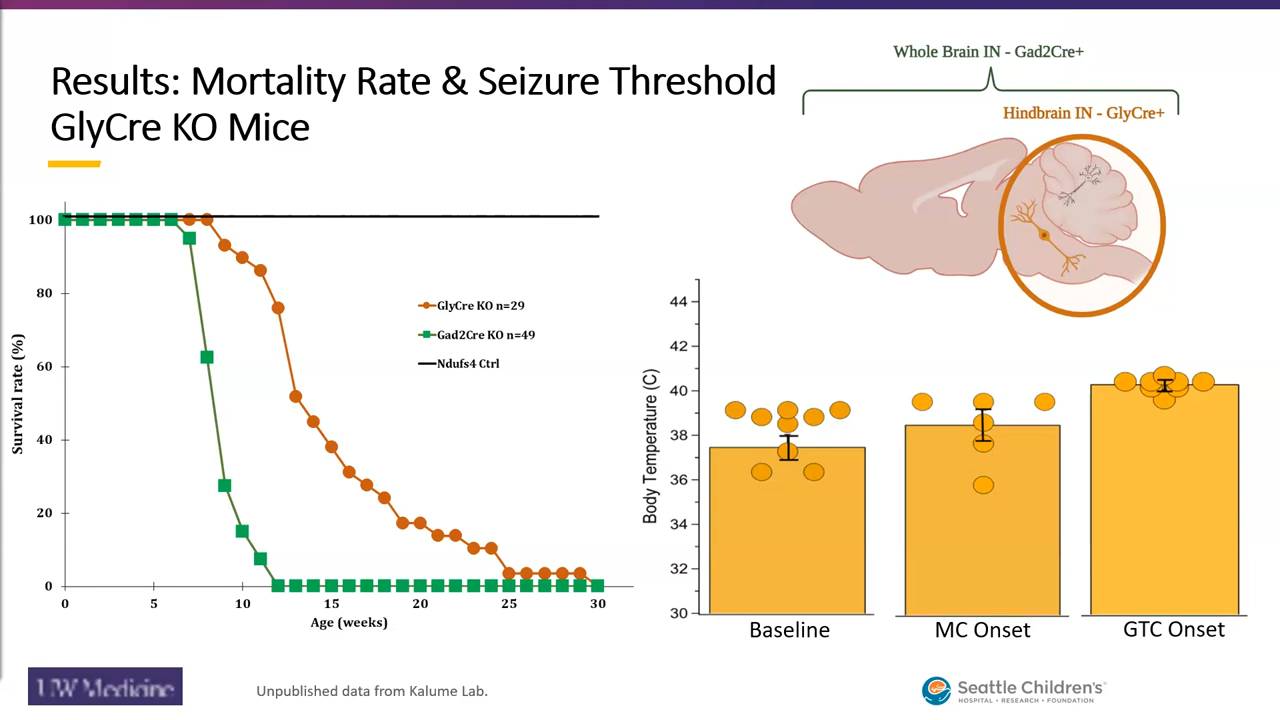 Results: Mortality Rate & Seizure Threshold
GlyCre KO Mice
Whole Brain IN - Gad2Cre+
Hindbrain IN - GlyCre+
Survival rate (%)
100
80
60
40
20
0
GlyCre KO n=29
Gad2Cre KO n=49
Ndufs4 Ctrl
0 5 10 15 20 25 30
Age (weeks)
Body Temperature (C)
44
42
40
38
36
34
32
30
Baseline MC Onset GTC Onset
UW Medicine
Unpublished data from Kalume Lab.
Seattle Children's
HOSPITAL • RESEARCH • FOUNDATION